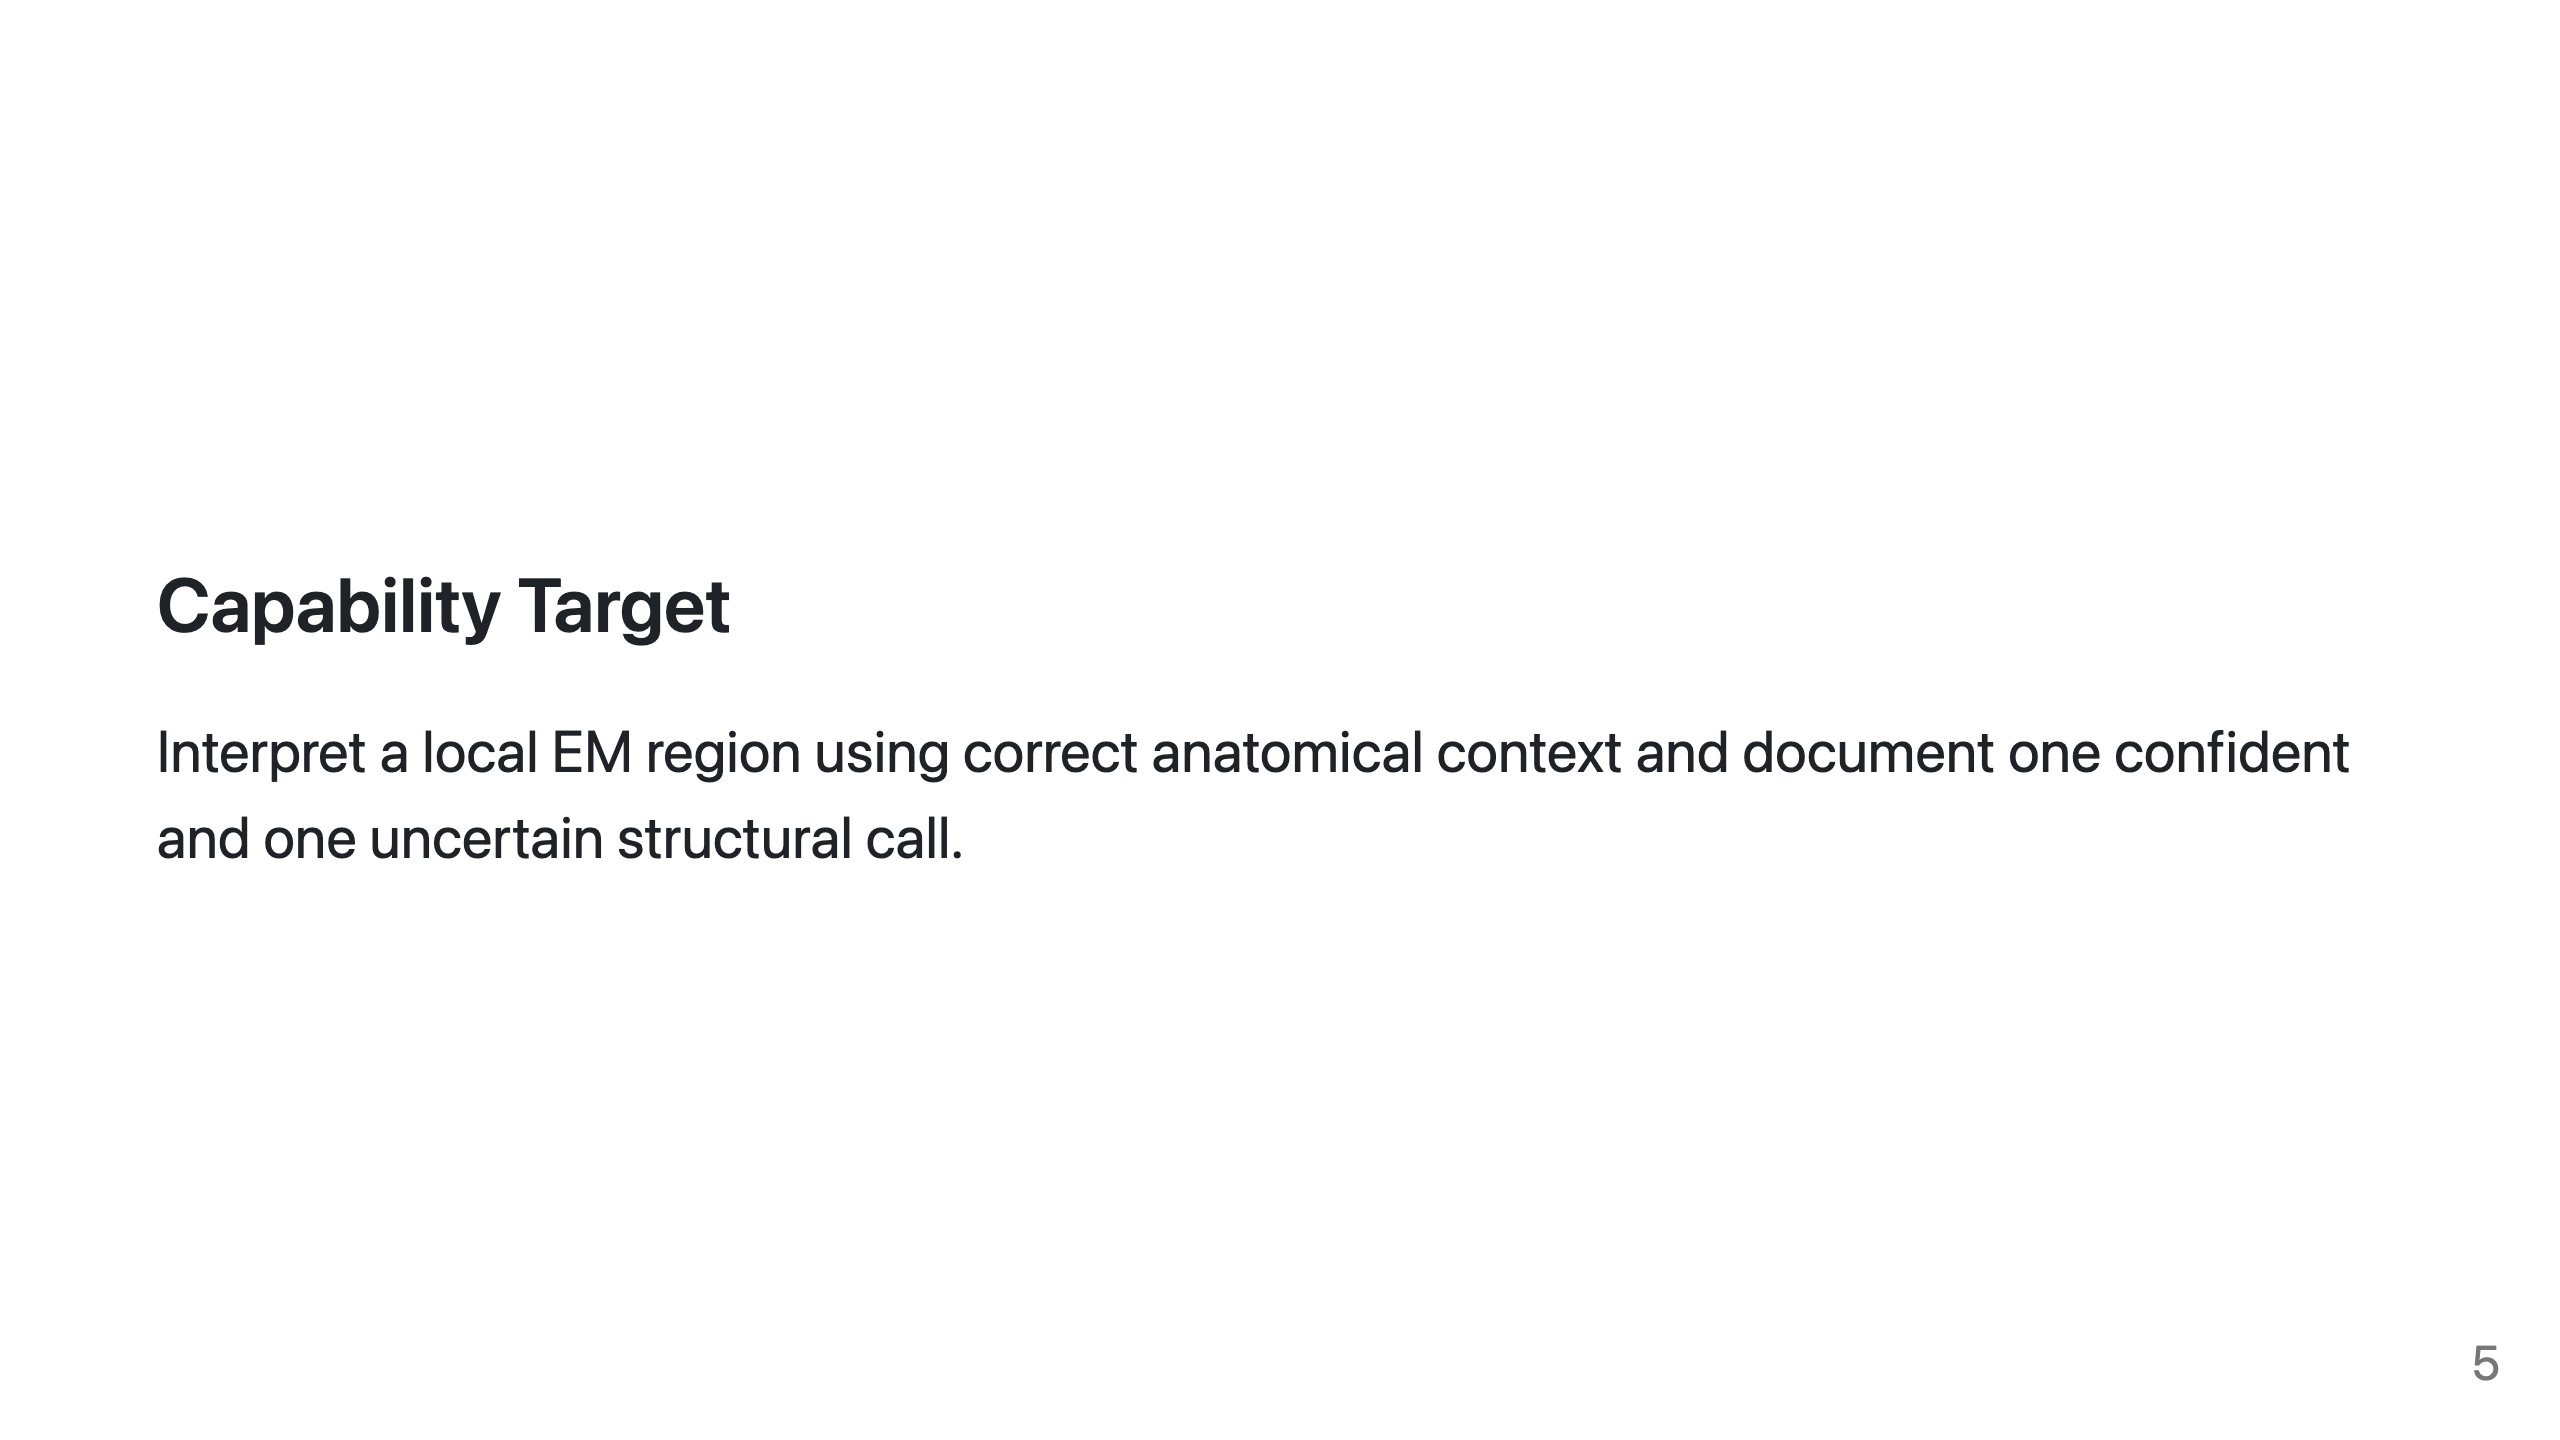 Capability Target
Interpret a local EM region using correct anatomical context and document one confident
and one uncertain structural call.
5